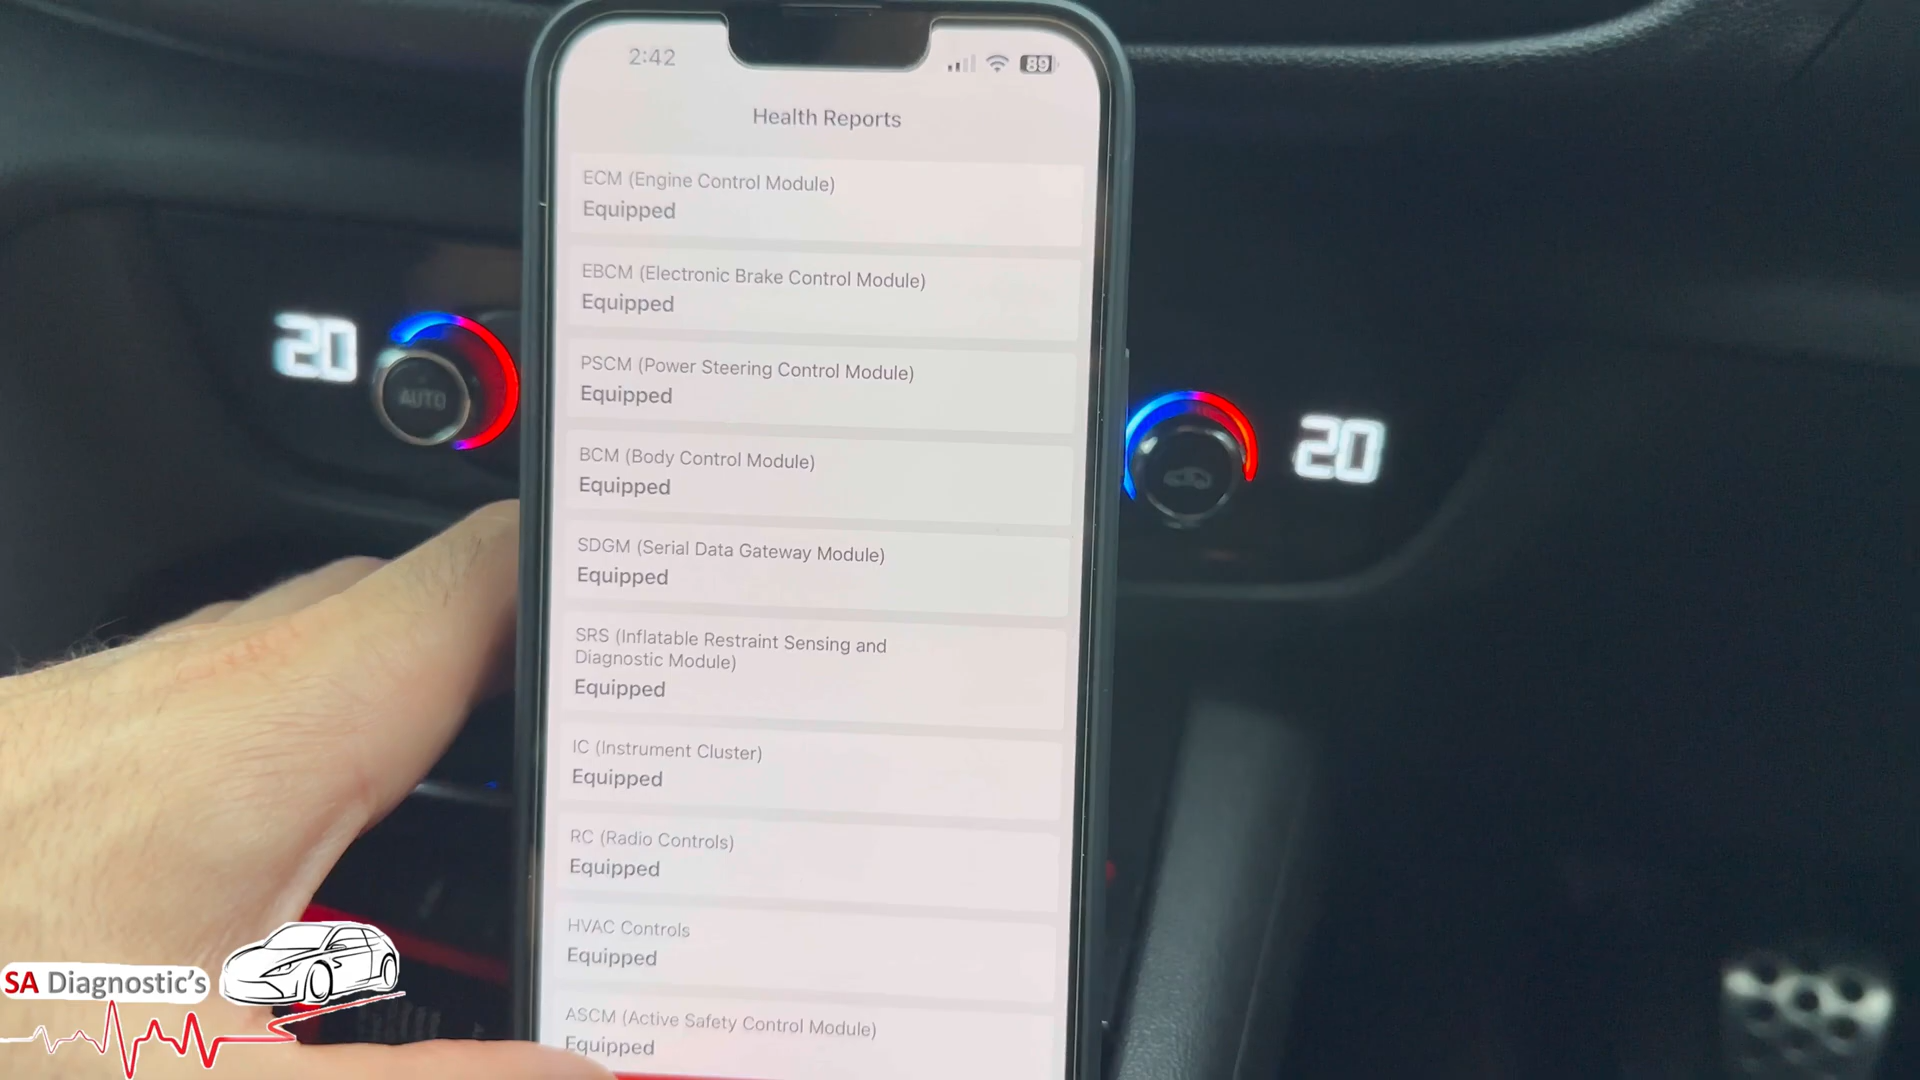 2:42
89
Health Reports
ECM (Engine Control Module)
Equipped
EBCM (Electronic Brake Control Module)
Equipped
PSCM (Power Steering Control Module)
Equipped
BCM (Body Control Module)
Equipped
SDGM (Serial Data Gateway Module)
Equipped
SRS (Inflatable Restraint Sensing and
Diagnostic Module)
Equipped
IC (Instrument Cluster)
Equipped
RC (Radio Controls)
Equipped
HVAC Controls
Equipped
ASCM (Active Safety Control Module)
Equipped
20
AUTO
20
SA Diagnostic's